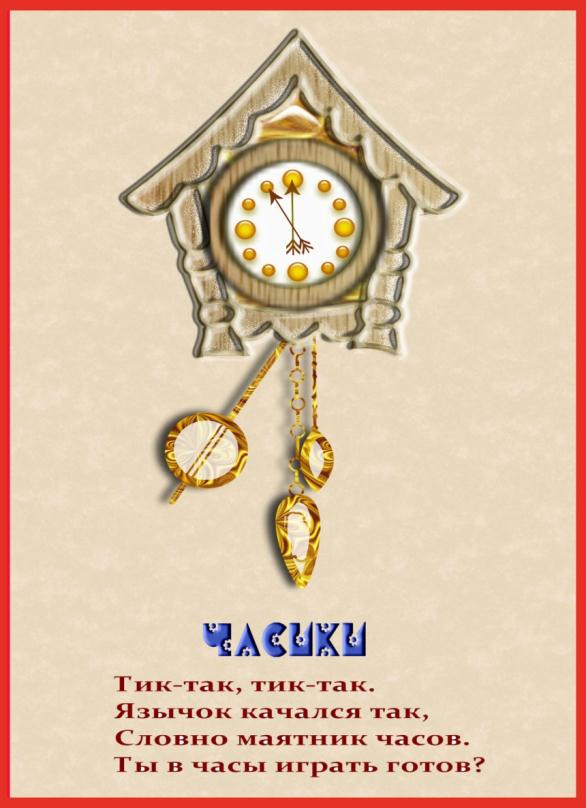 ЧАСИКИ
Тик-так, тик-так.
Язычок качался так,
Словно маятник часов.
Ты в часы играть готов?